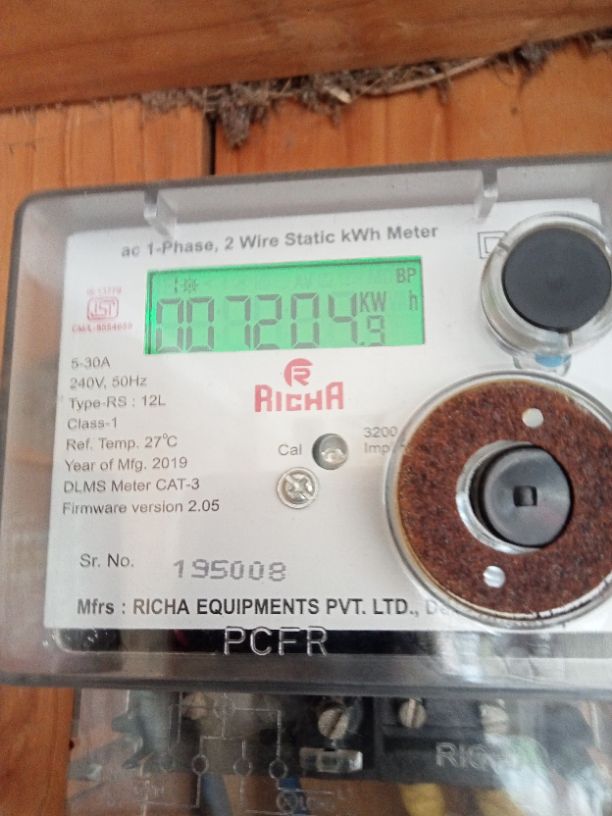 ac 1-Phase, 2 Wire Static kWh Meter
BP
007204.9 KW h
ISI
5-30A
240V, 50Hz
Type-RS : 12L
Class-1
Ref. Temp. 27°C
Year of Mfg. 2019
DLMS Meter CAT-3
Firmware version 2.05
R
RICHA
Cal
3200
Imp
Sr. No. 195008
Mfrs : RICHA EQUIPMENTS PVT. LTD.,
PCFR